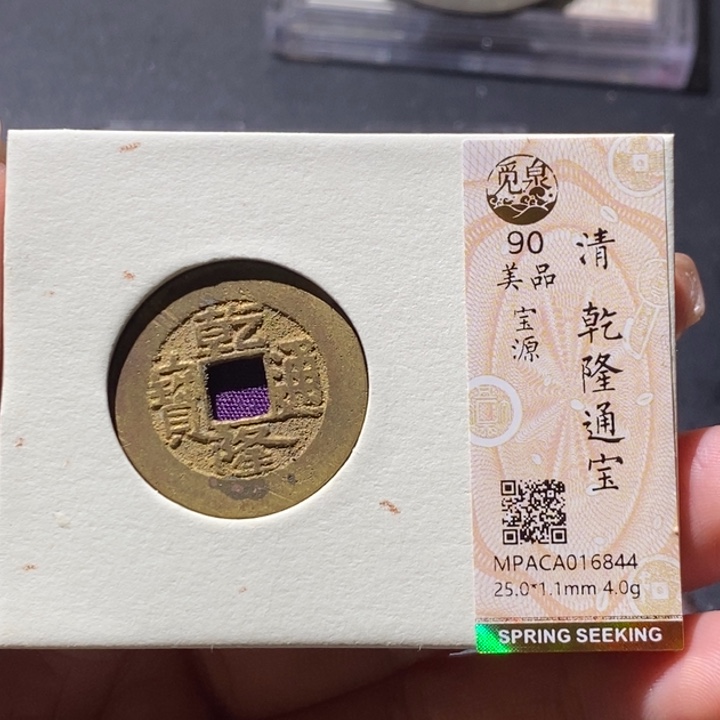 乾隆通寶
觅泉
90
美品
宝源
清 乾隆通宝
MPACA016844
25.0*1.1mm 4.0g
SPRING SEEKING